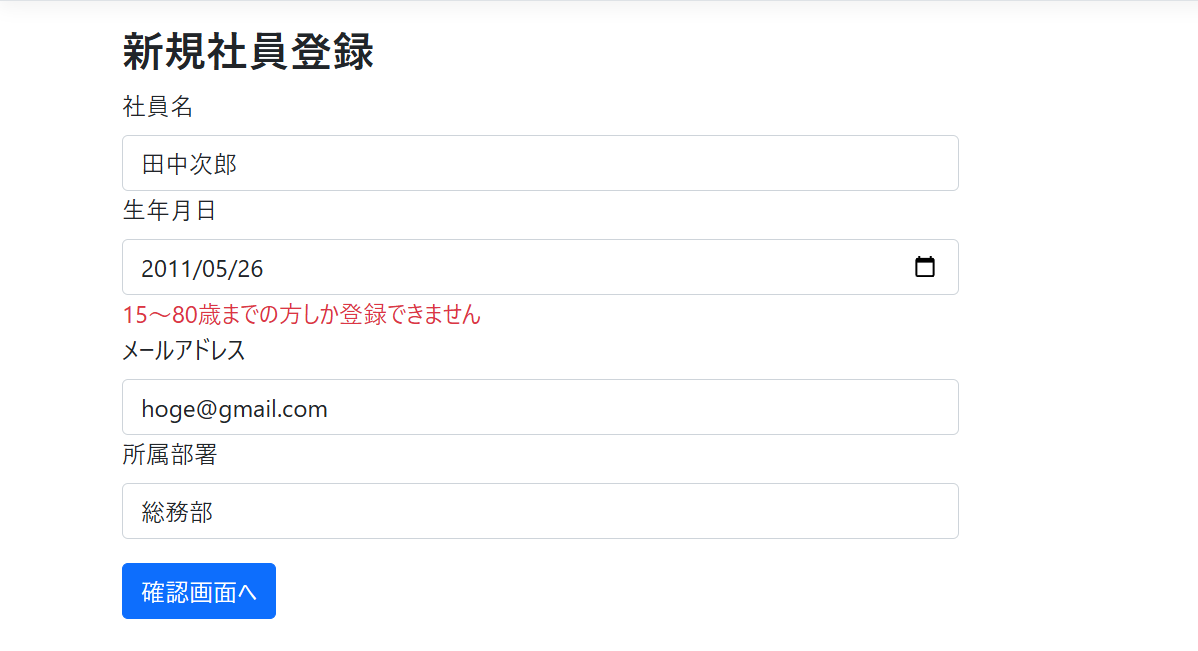 新規社員登録
社員名
田中次郎
生年月日
2011/05/26
15～80歳までの方しか登録できません
メールアドレス
hoge@gmail.com
所属部署
総務部
確認画面へ